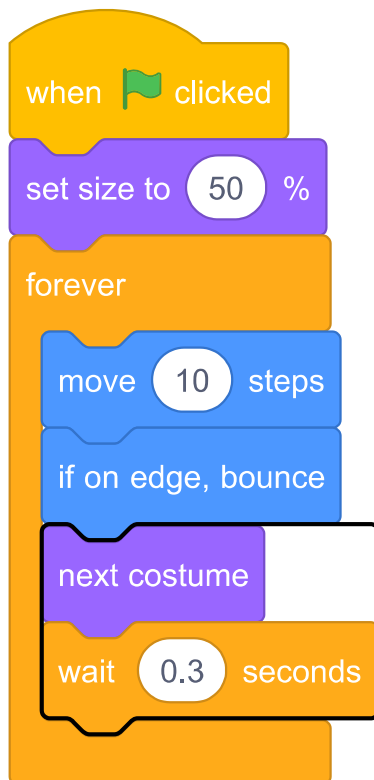 when clicked
set size to 50 %
forever
move 10 steps
if on edge, bounce
next costume
wait 0.3 seconds